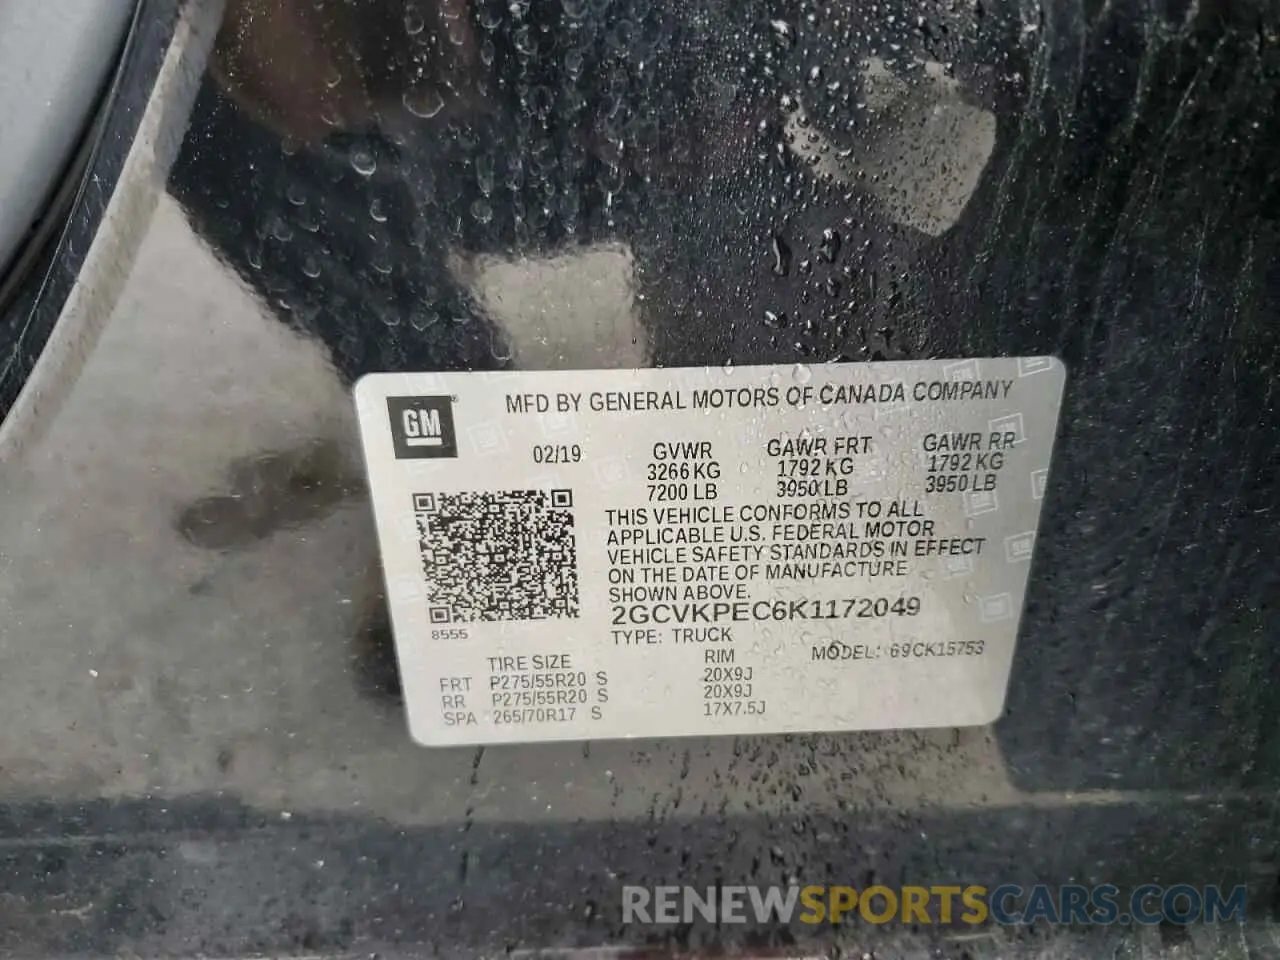 MFD BY GENERAL MOTORS OF CANADA COMPANY
GM®
02/19 GVWR GAWR FRT GAWR RR
3266 KG 1792 KG 1792 KG
7200 LB 3950 LB 3950 LB
THIS VEHICLE CONFORMS TO ALL
APPLICABLE U.S. FEDERAL MOTOR
VEHICLE SAFETY STANDARDS IN EFFECT
ON THE DATE OF MANUFACTURE
SHOWN ABOVE.
2GCVKPEC6K1172049
8555
TYPE: TRUCK
MODEL: 69CK15753
TIRE SIZE RIM
FRT P275/55R20 S 20X9J
RR P275/55R20 S 20X9J
SPA 265/70R17 S 17X7.5J
RENEWSPORTSCARS.COM